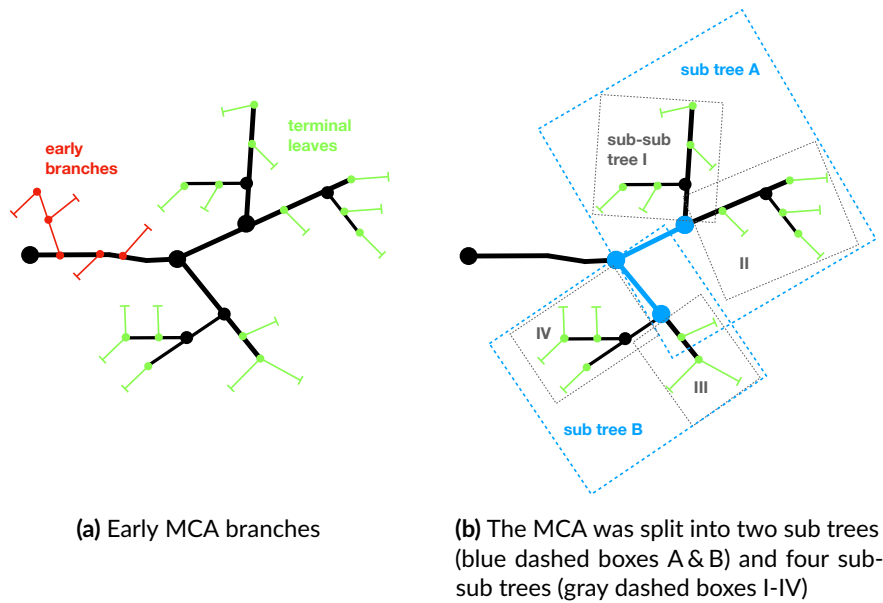 early
branches
terminal
leaves
sub tree A
sub-sub
tree I
II
IV
III
sub tree B
(a) Early MCA branches
(b) The MCA was split into two sub trees
(blue dashed boxes A & B) and four sub-
sub trees (gray dashed boxes I-IV)